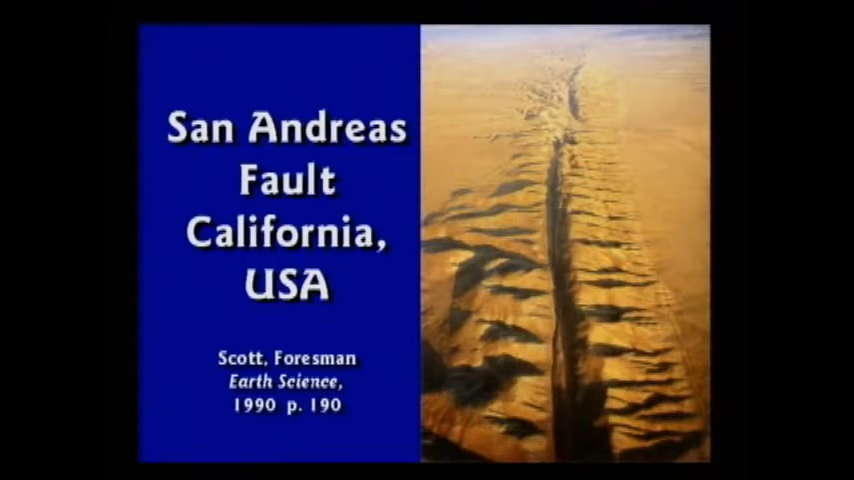 San Andreas
Fault
California,
USA
Scott, Foresman
Earth Science,
1990 p. 190